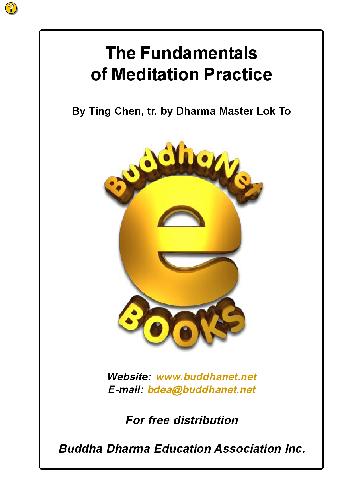 The Fundamentals
of Meditation Practice
By Ting Chen, tr. by Dharma Master Lok To
BuddhaNet
e
BOOKS
Website: www.buddhanet.net
E-mail: bdea@buddhanet.net
For free distribution
Buddha Dharma Education Association Inc.